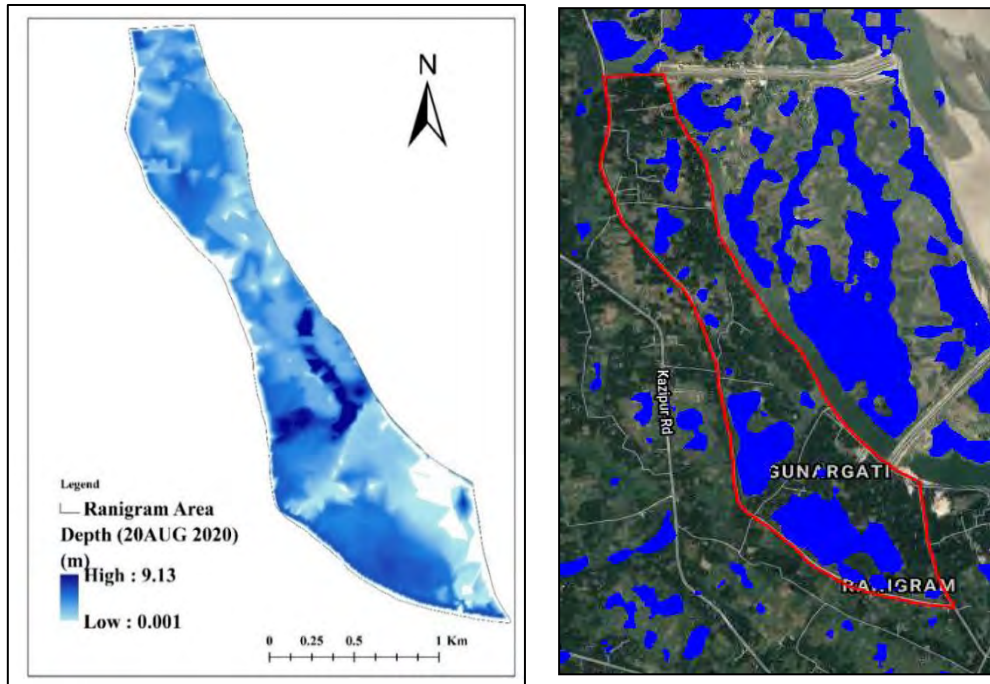 N
Legend
Ranigram Area
Depth (20AUG 2020)
(m)
High : 9.13
Low : 0.001
0 0.25 0.5 1 Km
Kazipur Rd
GUNARGATI
RANIGRAM